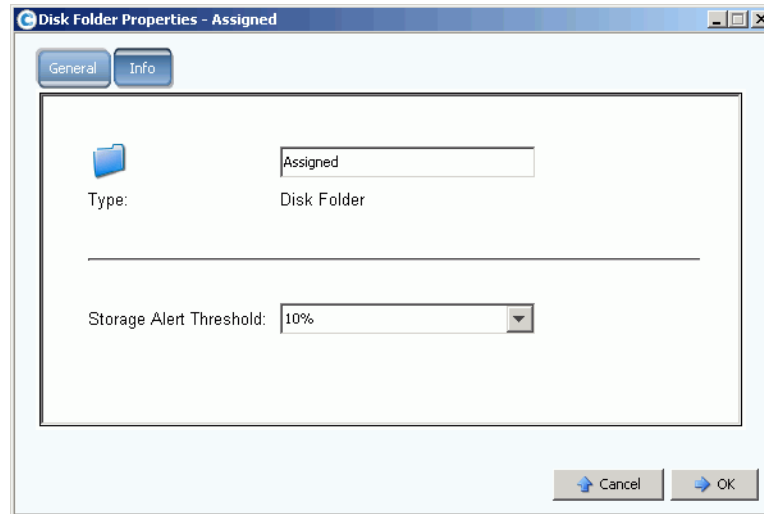 Disk Folder Properties - Assigned
General Info
Assigned
Type: Disk Folder
Storage Alert Threshold: 10%
Cancel OK